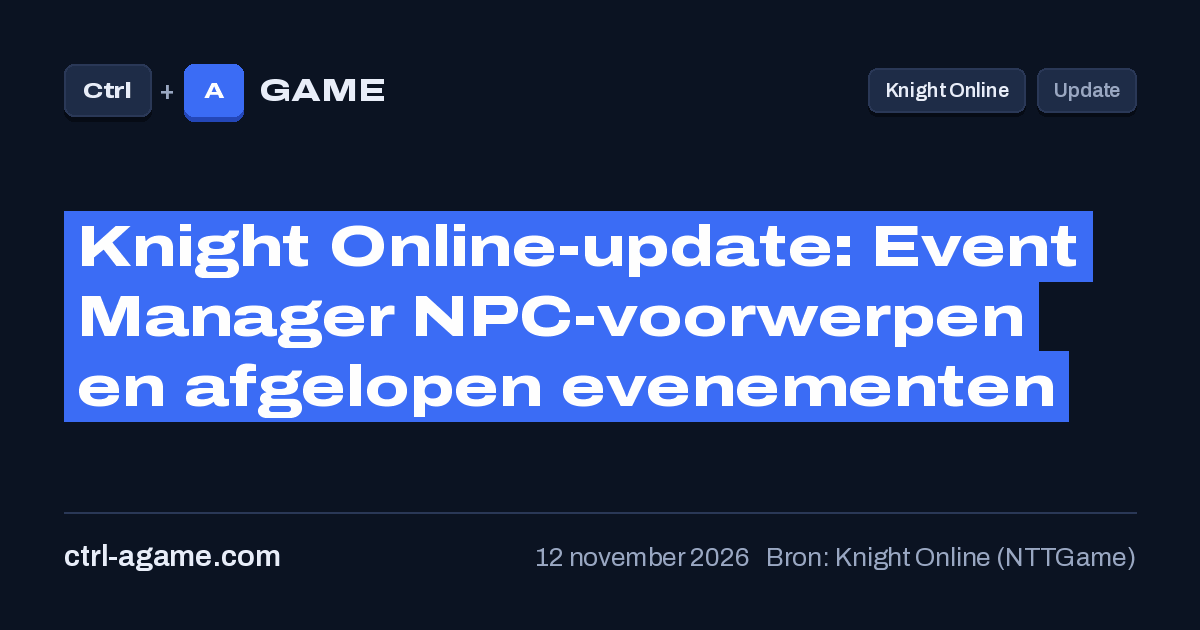 Ctrl + A GAME
Knight Online Update
Knight Online-update: Event
Manager NPC-voorwerpen
en afgelopen evenementen
ctrl-agame.com
12 november 2026 Bron: Knight Online (NTTGame)